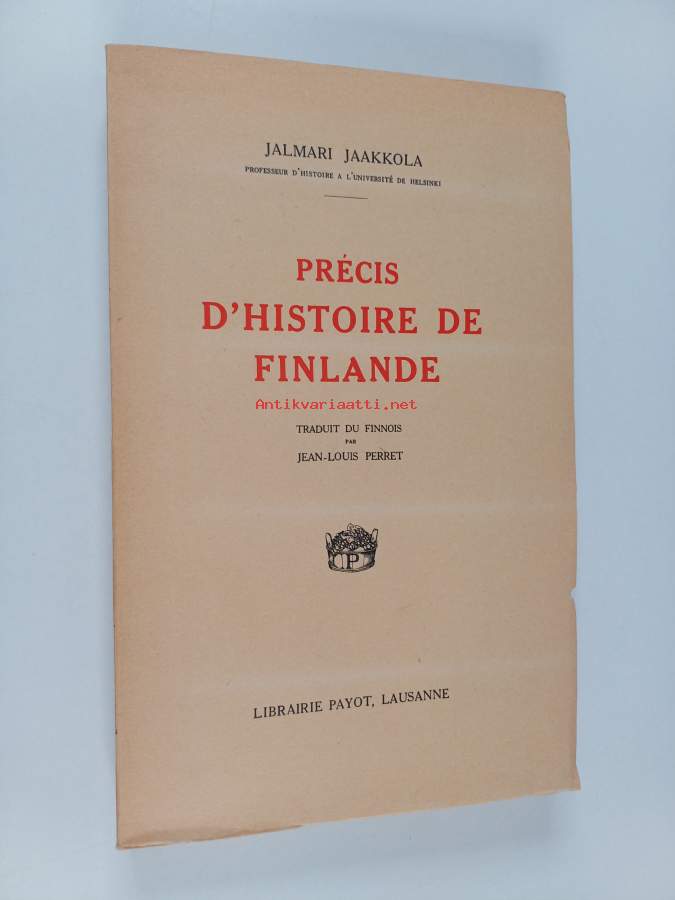 JALMARI JAAKKOLA
PROFESSEUR D'HISTOIRE A L'UNIVERSITÉ DE HELSINKI
PRÉCIS
D'HISTOIRE DE
FINLANDE
Antikvariaatti.net
TRADUIT DU FINNOIS
PAR
JEAN-LOUIS PERRET
P
LIBRAIRIE PAYOT, LAUSANNE